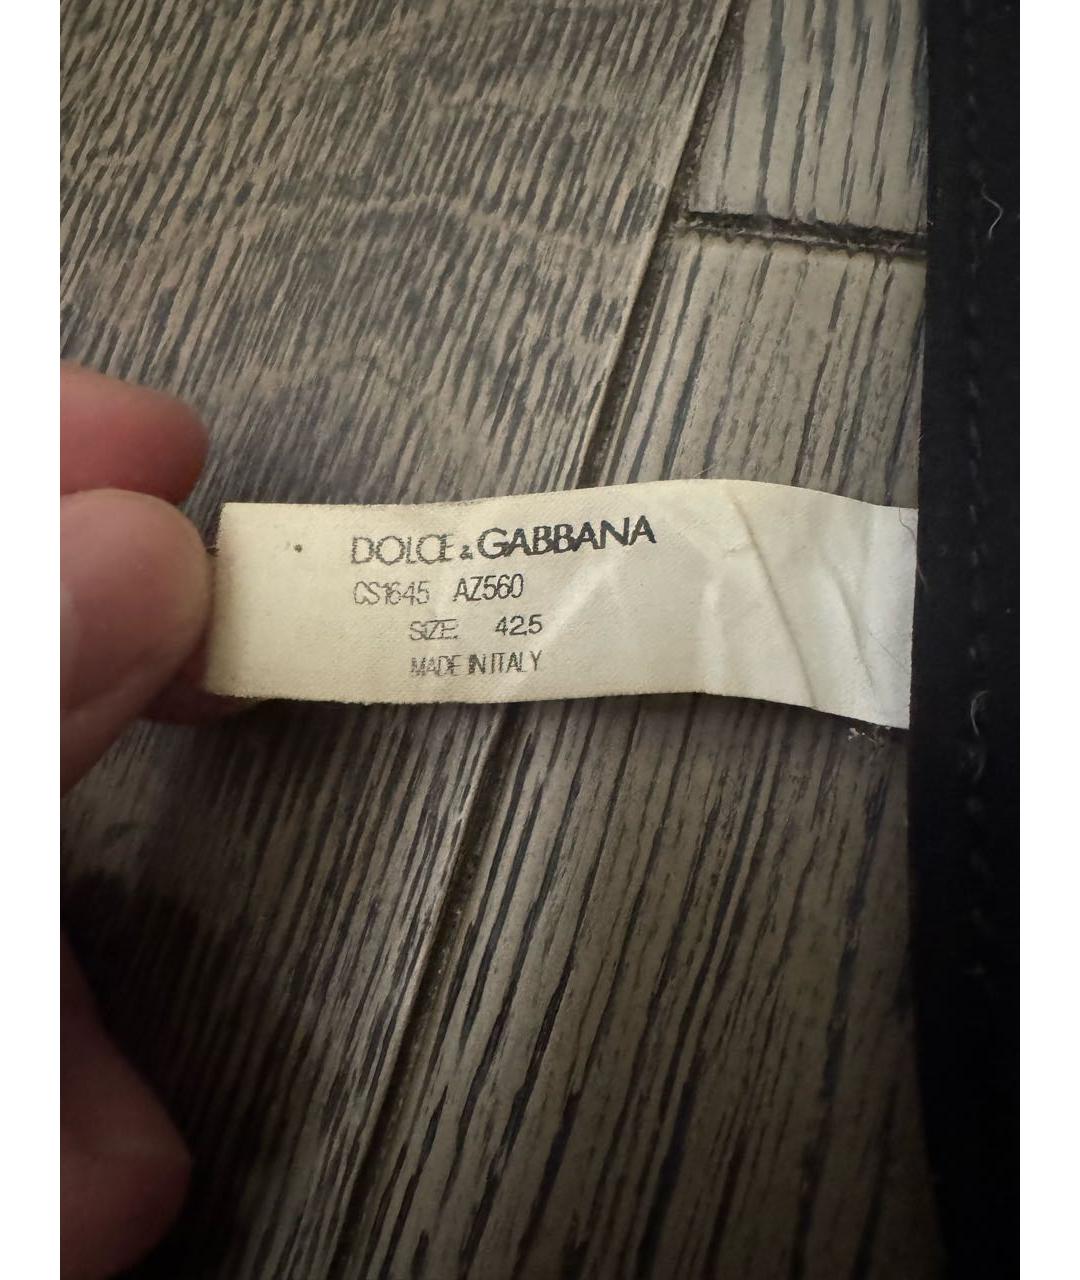 DOLCE & GABBANA
CS1645 AZ560
SIZE. 42.5
MADE IN ITALY